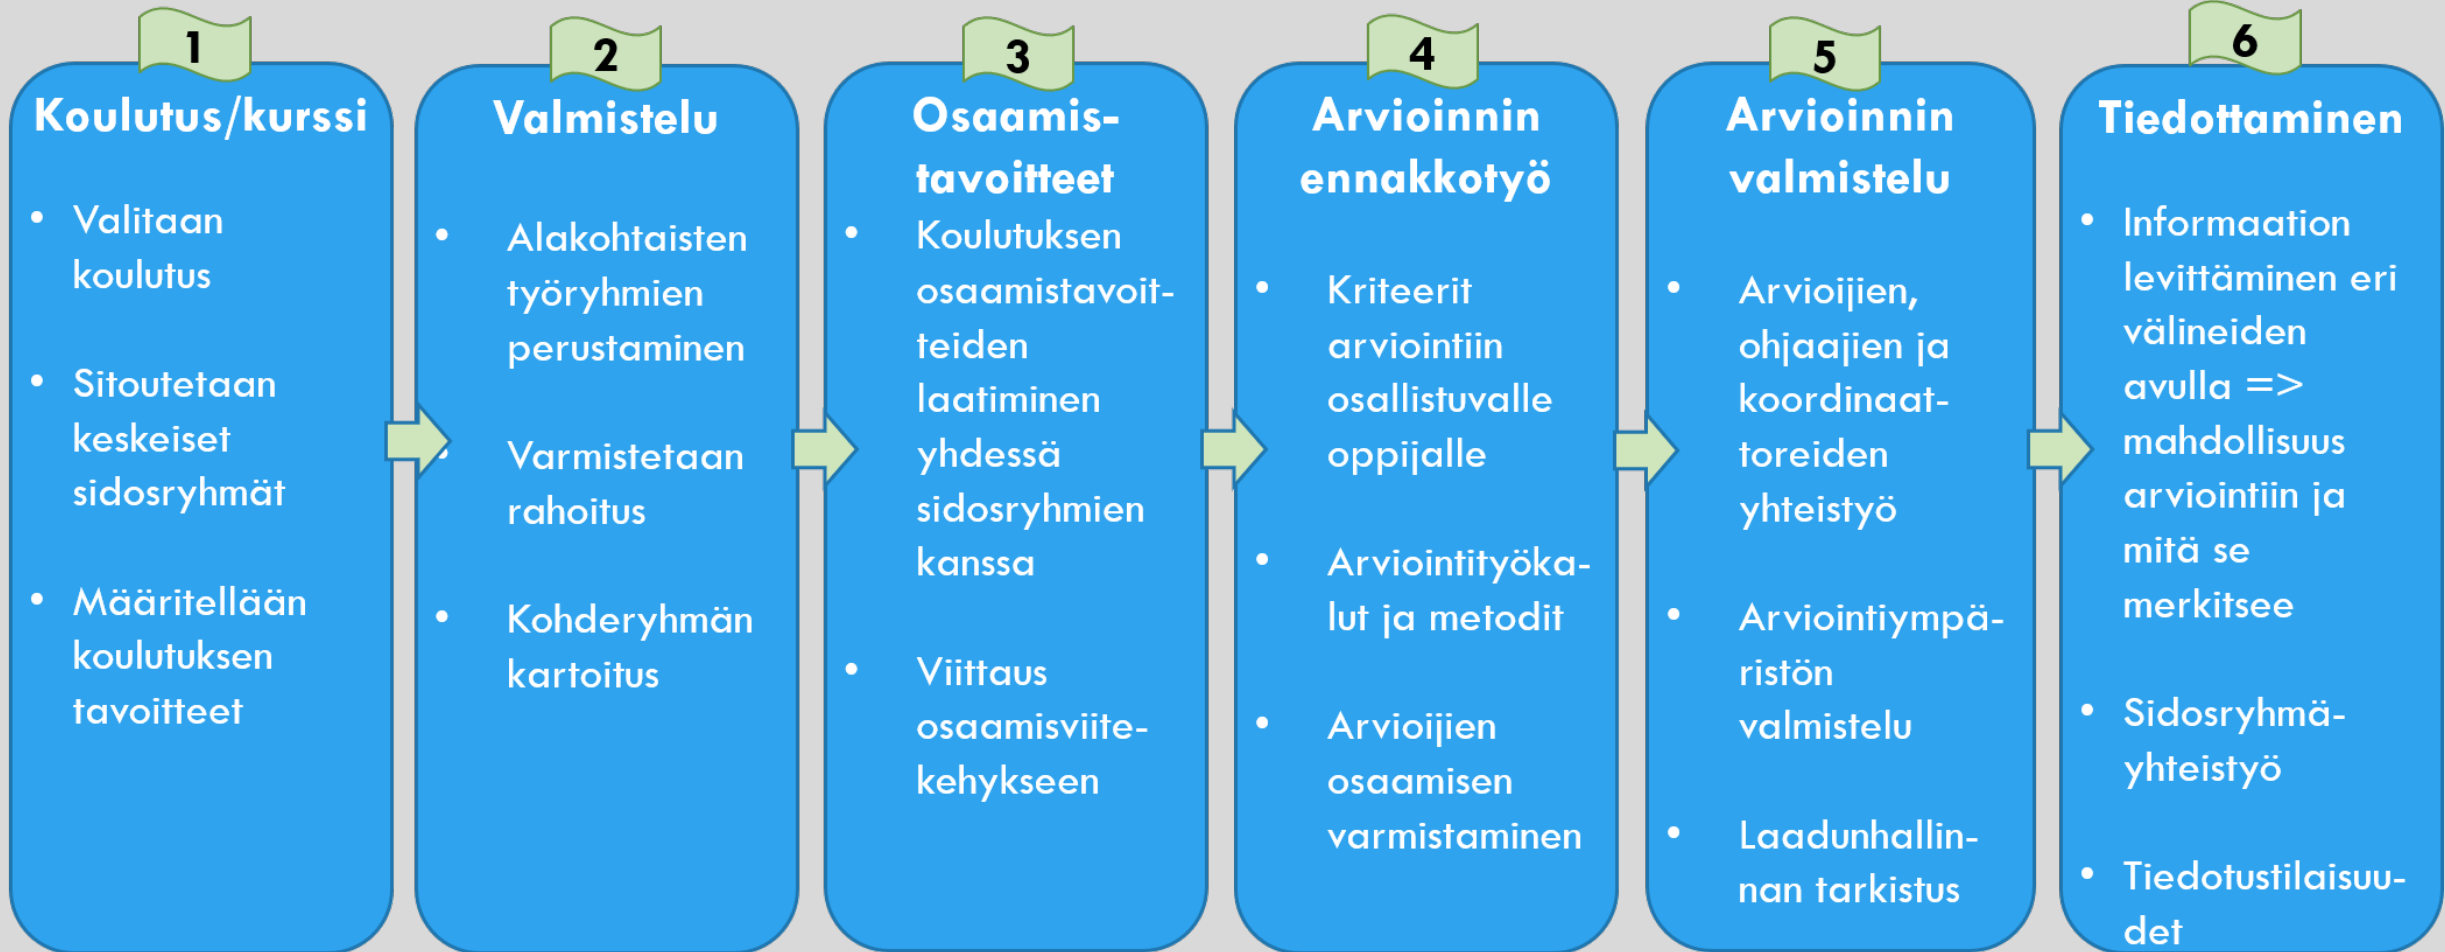 1
Koulutus/kurssi
• Valitaan
koulutus
• Sitoutetaan
keskeiset
sidosryhmät
• Määritellään
koulutuksen
tavoitteet
2
Valmistelu
• Alakohtaisten
työryhmien
perustaminen
• Varmistetaan
rahoitus
• Kohderyhmän
kartoitus
3
Osaamis-
tavoitteet
• Koulutuksen
osaamistavoit-
teiden
laatiminen
yhdessä
sidosryhmien
kanssa
• Viittaus
osaamisviite-
kehykseen
4
Arvioinnin
ennakkotyö
• Kriteerit
arviointiin
osallistuvalle
oppijalle
• Arviointityöka-
lut ja metodit
• Arvioijien
osaamisen
varmistaminen
5
Arvioinnin
valmistelu
• Arvioijien,
ohjaajien ja
koordinaat-
toreiden
yhteistyö
• Arviointiympä-
ristön
valmistelu
• Laadunhallin-
nan tarkistus
6
Tiedottaminen
• Informaation
levittäminen eri
välineiden
avulla =>
mahdollisuus
arviointiin ja
mitä se
merkitsee
• Sidosryhmä-
yhteistyö
• Tiedotustilaisuu-
det